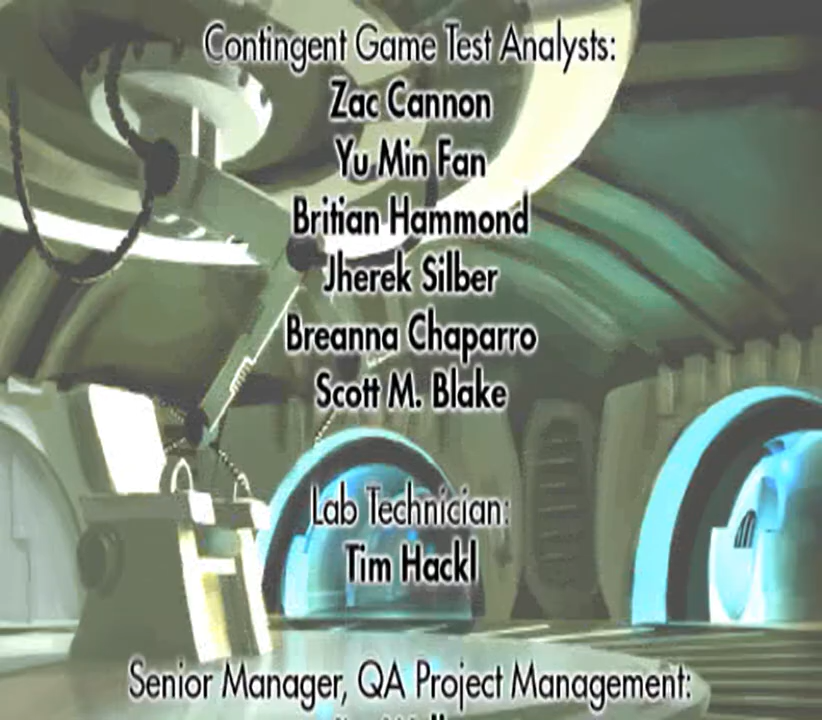 Contingent Game Test Analysts:
Zac Cannon
Yu Min Fan
Britian Hammond
Jherek Silber
Breanna Chaparro
Scott M. Blake
Lab Technician:
Tim Hackl
Senior Manager, QA Project Management: